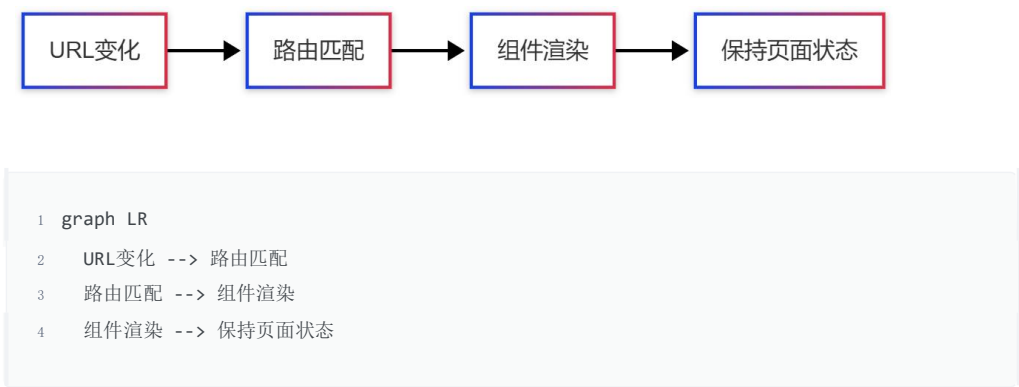 URL变化 路由匹配 组件渲染 保持页面状态
1 graph LR
2 URL变化 --> 路由匹配
3 路由匹配 --> 组件渲染
4 组件渲染 --> 保持页面状态